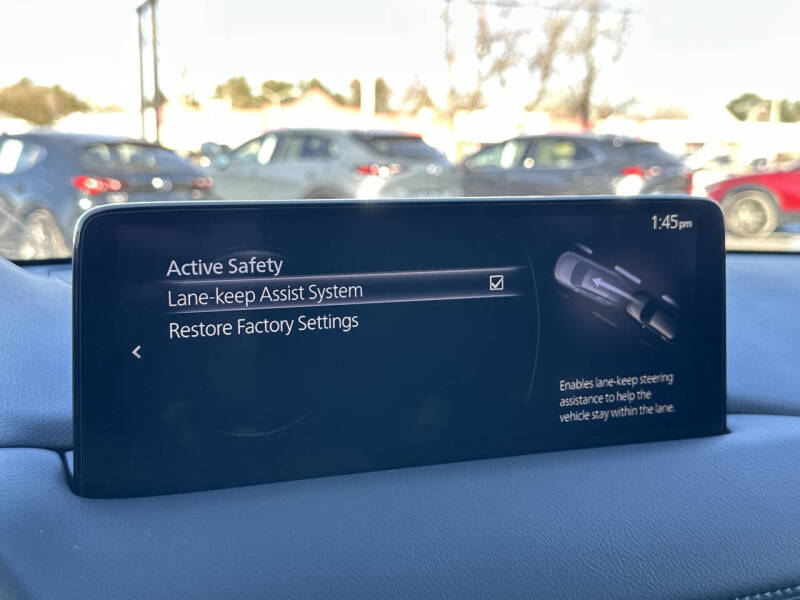 1:45pm
Active Safety
Lane-keep Assist System
Restore Factory Settings
Enables lane-keep steering
assistance to help the
vehicle stay within the lane.